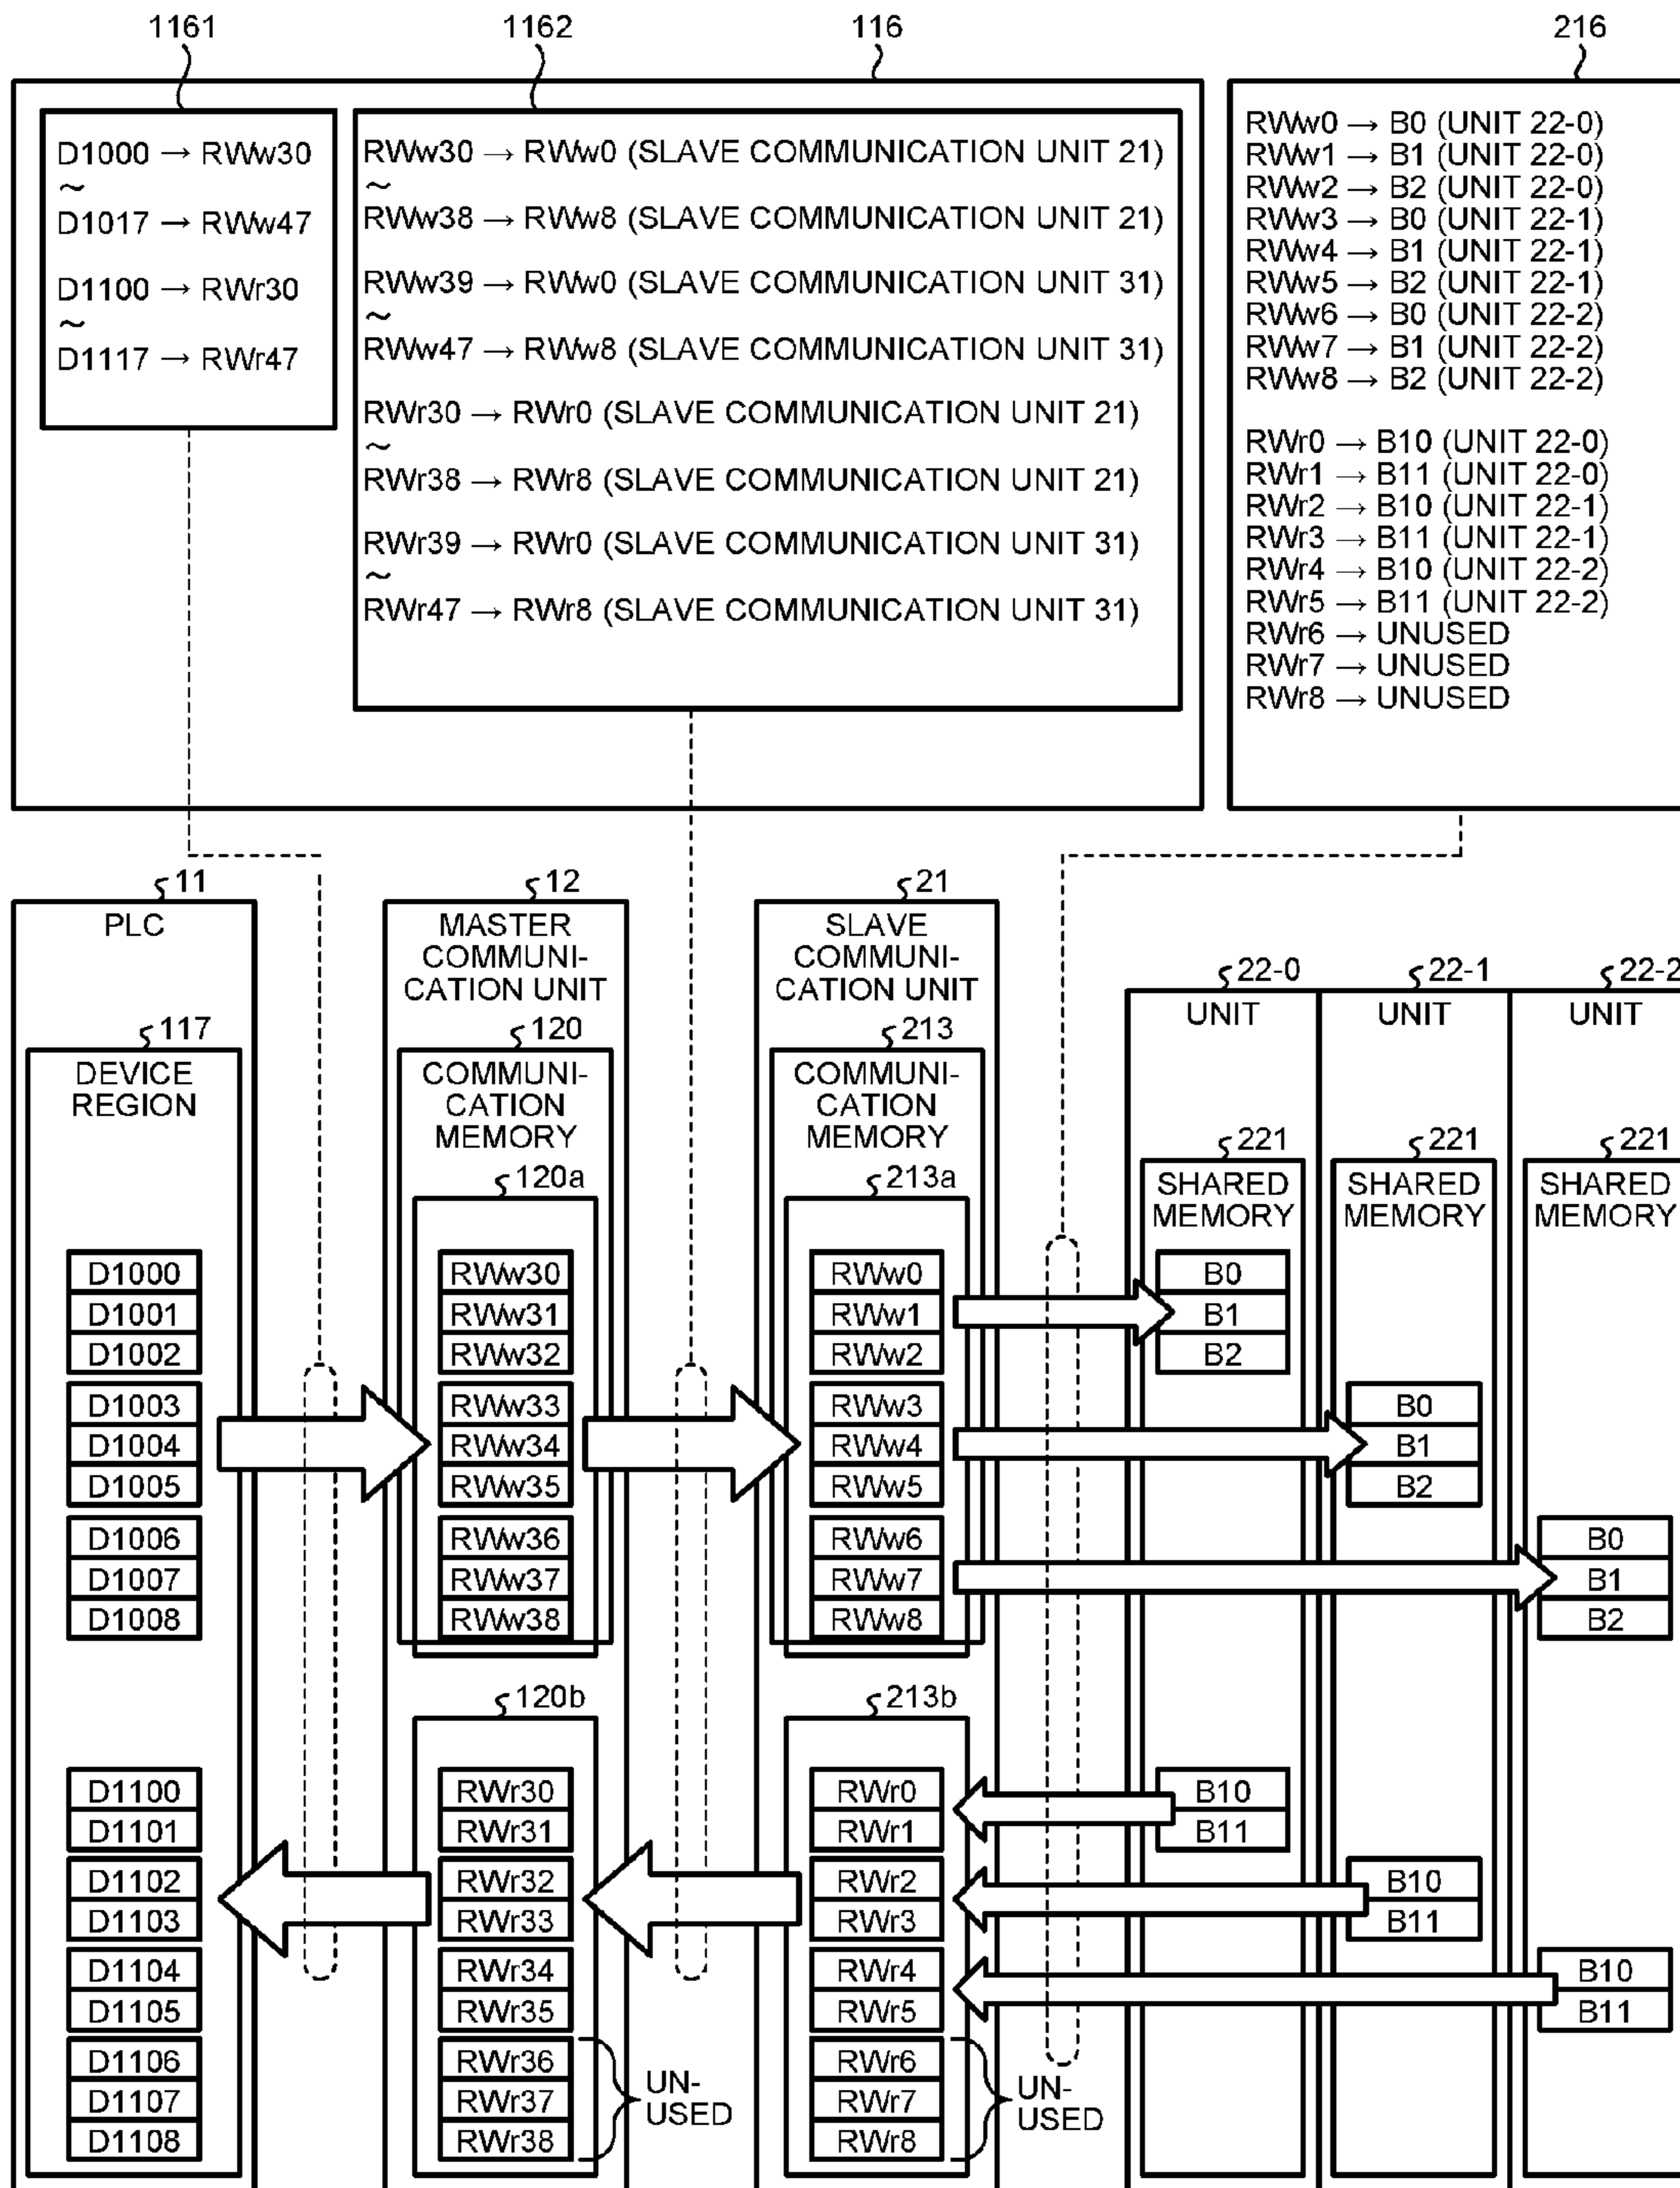 1161
1162
116
216
D1000 → RWw30
~
D1017 → RWw47
D1100 → RWr30
~
D1117 → RWr47
RWw30 → RWw0 (SLAVE COMMUNICATION UNIT 21)
~
RWw38 → RWw8 (SLAVE COMMUNICATION UNIT 21)
RWw39 → RWw0 (SLAVE COMMUNICATION UNIT 31)
~
RWw47 → RWw8 (SLAVE COMMUNICATION UNIT 31)
RWr30 → RWr0 (SLAVE COMMUNICATION UNIT 21)
~
RWr38 → RWr8 (SLAVE COMMUNICATION UNIT 21)
RWr39 → RWr0 (SLAVE COMMUNICATION UNIT 31)
~
RWr47 → RWr8 (SLAVE COMMUNICATION UNIT 31)
RWw0 → B0 (UNIT 22-0)
RWw1 → B1 (UNIT 22-0)
RWw2 → B2 (UNIT 22-0)
RWw3 → B0 (UNIT 22-1)
RWw4 → B1 (UNIT 22-1)
RWw5 → B2 (UNIT 22-1)
RWw6 → B0 (UNIT 22-2)
RWw7 → B1 (UNIT 22-2)
RWw8 → B2 (UNIT 22-2)
RWr0 → B10 (UNIT 22-0)
RWr1 → B11 (UNIT 22-0)
RWr2 → B10 (UNIT 22-1)
RWr3 → B11 (UNIT 22-1)
RWr4 → B10 (UNIT 22-2)
RWr5 → B11 (UNIT 22-2)
RWr6 → UNUSED
RWr7 → UNUSED
RWr8 → UNUSED
11
PLC
117
DEVICE
REGION
D1000
D1001
D1002
D1003
D1004
D1005
D1006
D1007
D1008
D1100
D1101
D1102
D1103
D1104
D1105
D1106
D1107
D1108
12
MASTER
COMMUNI-
CATION UNIT
120
COMMUNI-
CATION
MEMORY
120a
RWw30
RWw31
RWw32
RWw33
RWw34
RWw35
RWw36
RWw37
RWw38
120b
RWr30
RWr31
RWr32
RWr33
RWr34
RWr35
RWr36
RWr37
RWr38
UN-
USED
21
SLAVE
COMMUNI-
CATION UNIT
213
COMMUNI-
CATION
MEMORY
213a
RWw0
RWw1
RWw2
RWw3
RWw4
RWw5
RWw6
RWw7
RWw8
213b
RWr0
RWr1
RWr2
RWr3
RWr4
RWr5
RWr6
RWr7
RWr8
UN-
USED
22-0
UNIT
221
SHARED
MEMORY
B0
B1
B2
B10
B11
22-1
UNIT
221
SHARED
MEMORY
B0
B1
B2
B10
B11
22-2
UNIT
221
SHARED
MEMORY
B0
B1
B2
B10
B11